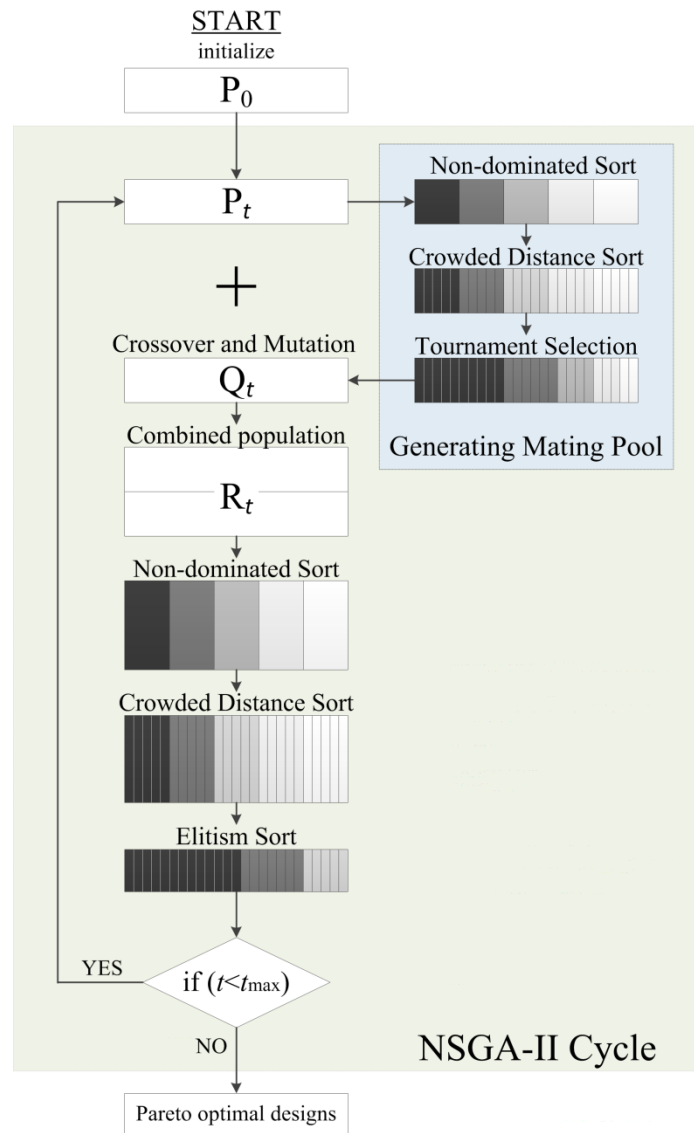 START
initialize
P0
Pt
Non-dominated Sort
Crowded Distance Sort
Tournament Selection
Generating Mating Pool
+
Crossover and Mutation
Qt
Combined population
Rt
Non-dominated Sort
Crowded Distance Sort
Elitism Sort
if (t<tmax)
YES
NO
NSGA-II Cycle
Pareto optimal designs